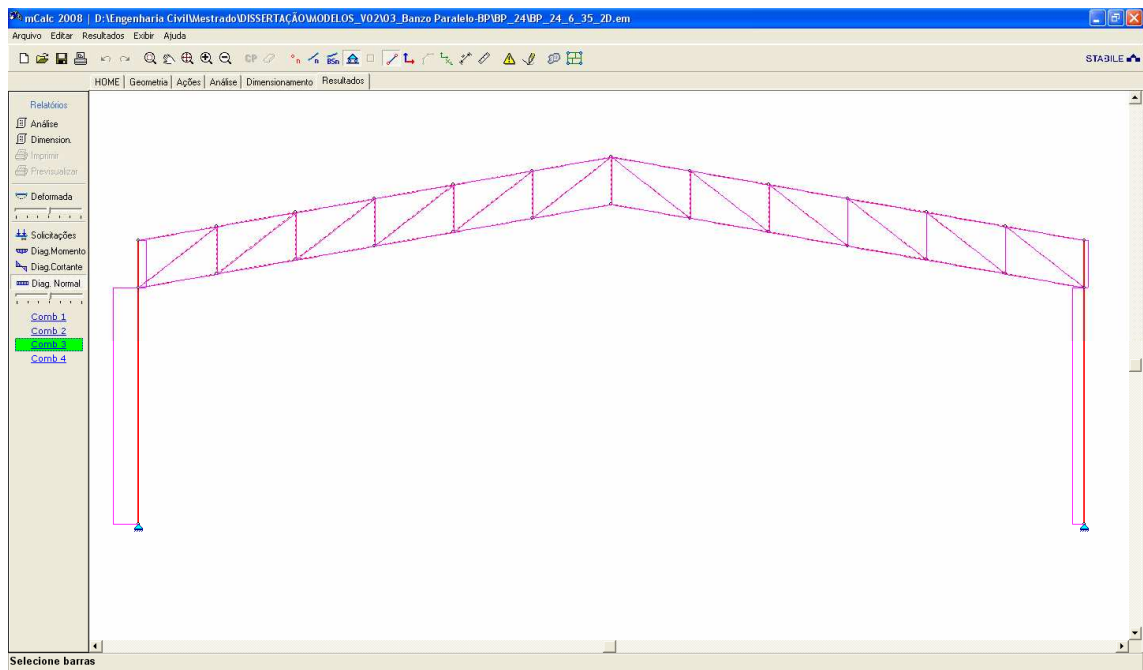 mCalc 2008 | D:\Engenharia Civil\Mestrado\DISSERTAÇÃO\MODELOS_V02\03_Banzo Paralelo-BP\BP_24\BP_24_6_35_2D.em
Arquivo Editar Resultados Exibir Ajuda
CP n n ESn STABILE
HOME Geometria Ações Análise Dimensionamento Resultados
Relatórios
Análise
Dimension.
Imprimir
Previsualizar
Deformada
Solicitações
Diag.Momento
Diag.Cortante
Diag. Normal
Comb 1
Comb 2
Comb 3
Comb 4
Selecione barras